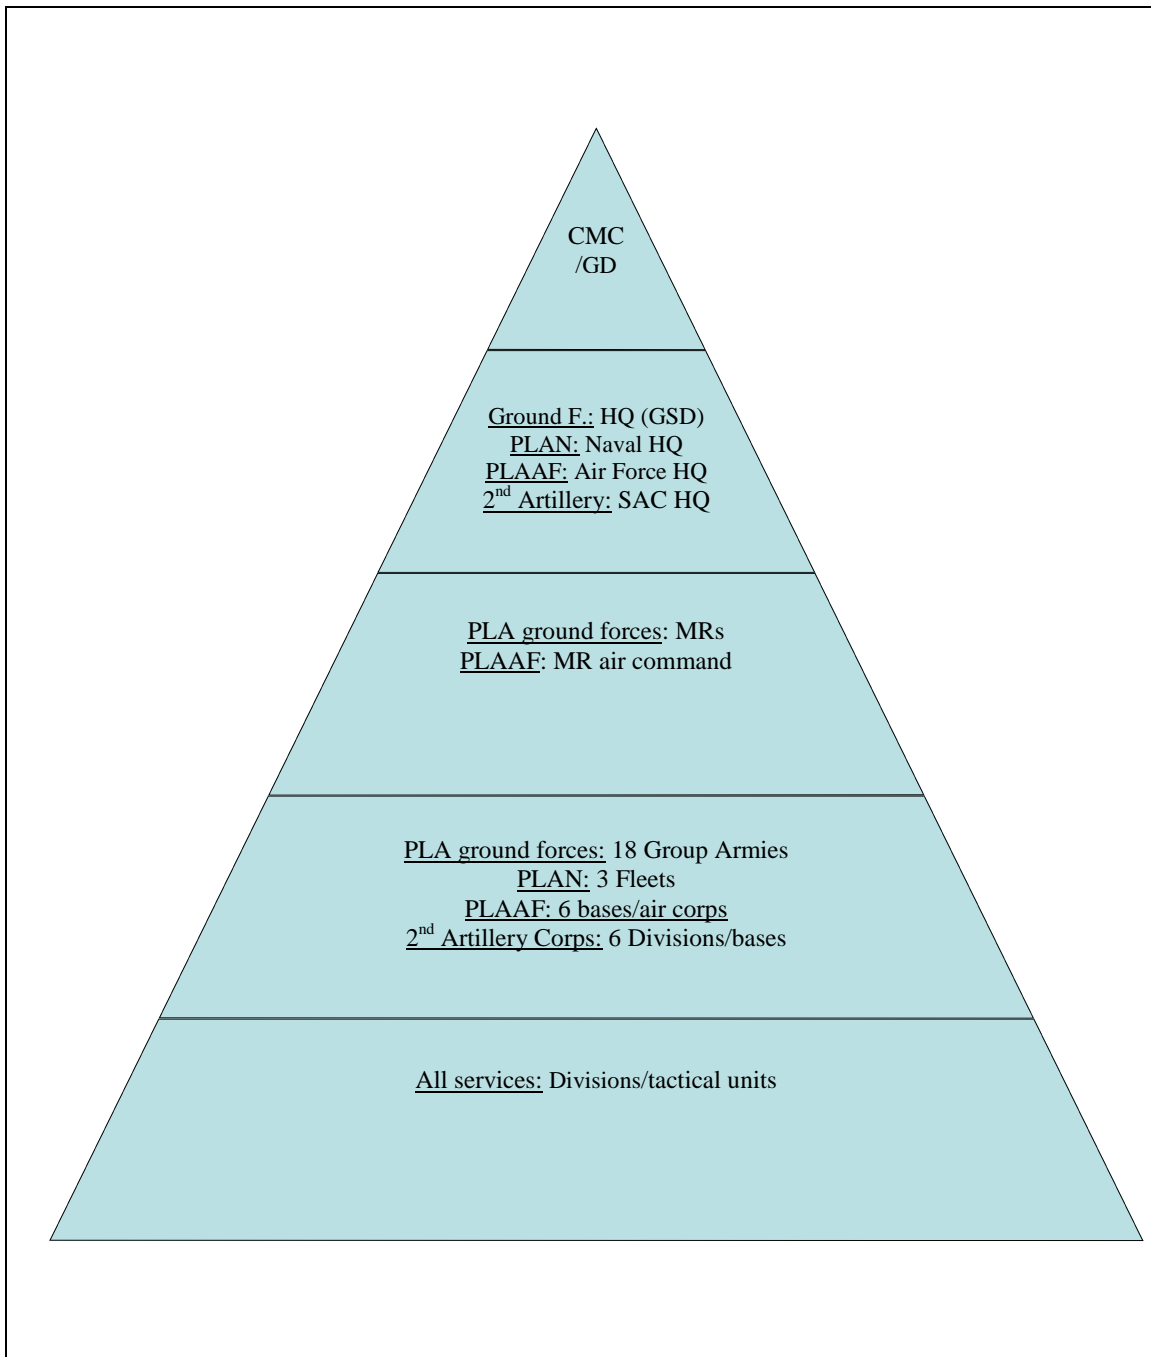 CMC
/GD
Ground F.: HQ (GSD)
PLAN: Naval HQ
PLAAF: Air Force HQ
2nd Artillery: SAC HQ
PLA ground forces: MRs
PLAAF: MR air command
PLA ground forces: 18 Group Armies
PLAN: 3 Fleets
PLAAF: 6 bases/air corps
2nd Artillery Corps: 6 Divisions/bases
All services: Divisions/tactical units